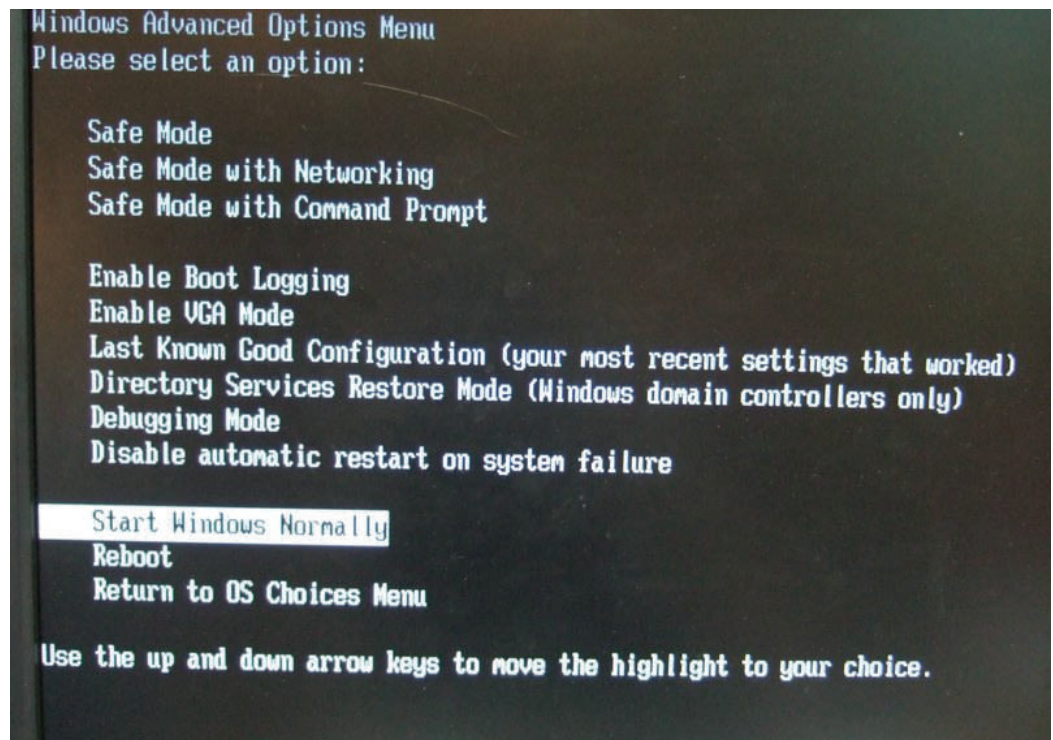 Windows Advanced Options Menu
Please select an option:
Safe Mode
Safe Mode with Networking
Safe Mode with Command Prompt
Enable Boot Logging
Enable VGA Mode
Last Known Good Configuration (your most recent settings that worked)
Directory Services Restore Mode (Windows domain controllers only)
Debugging Mode
Disable automatic restart on system failure
Start Windows Normally
Reboot
Return to OS Choices Menu
Use the up and down arrow keys to move the highlight to your choice.